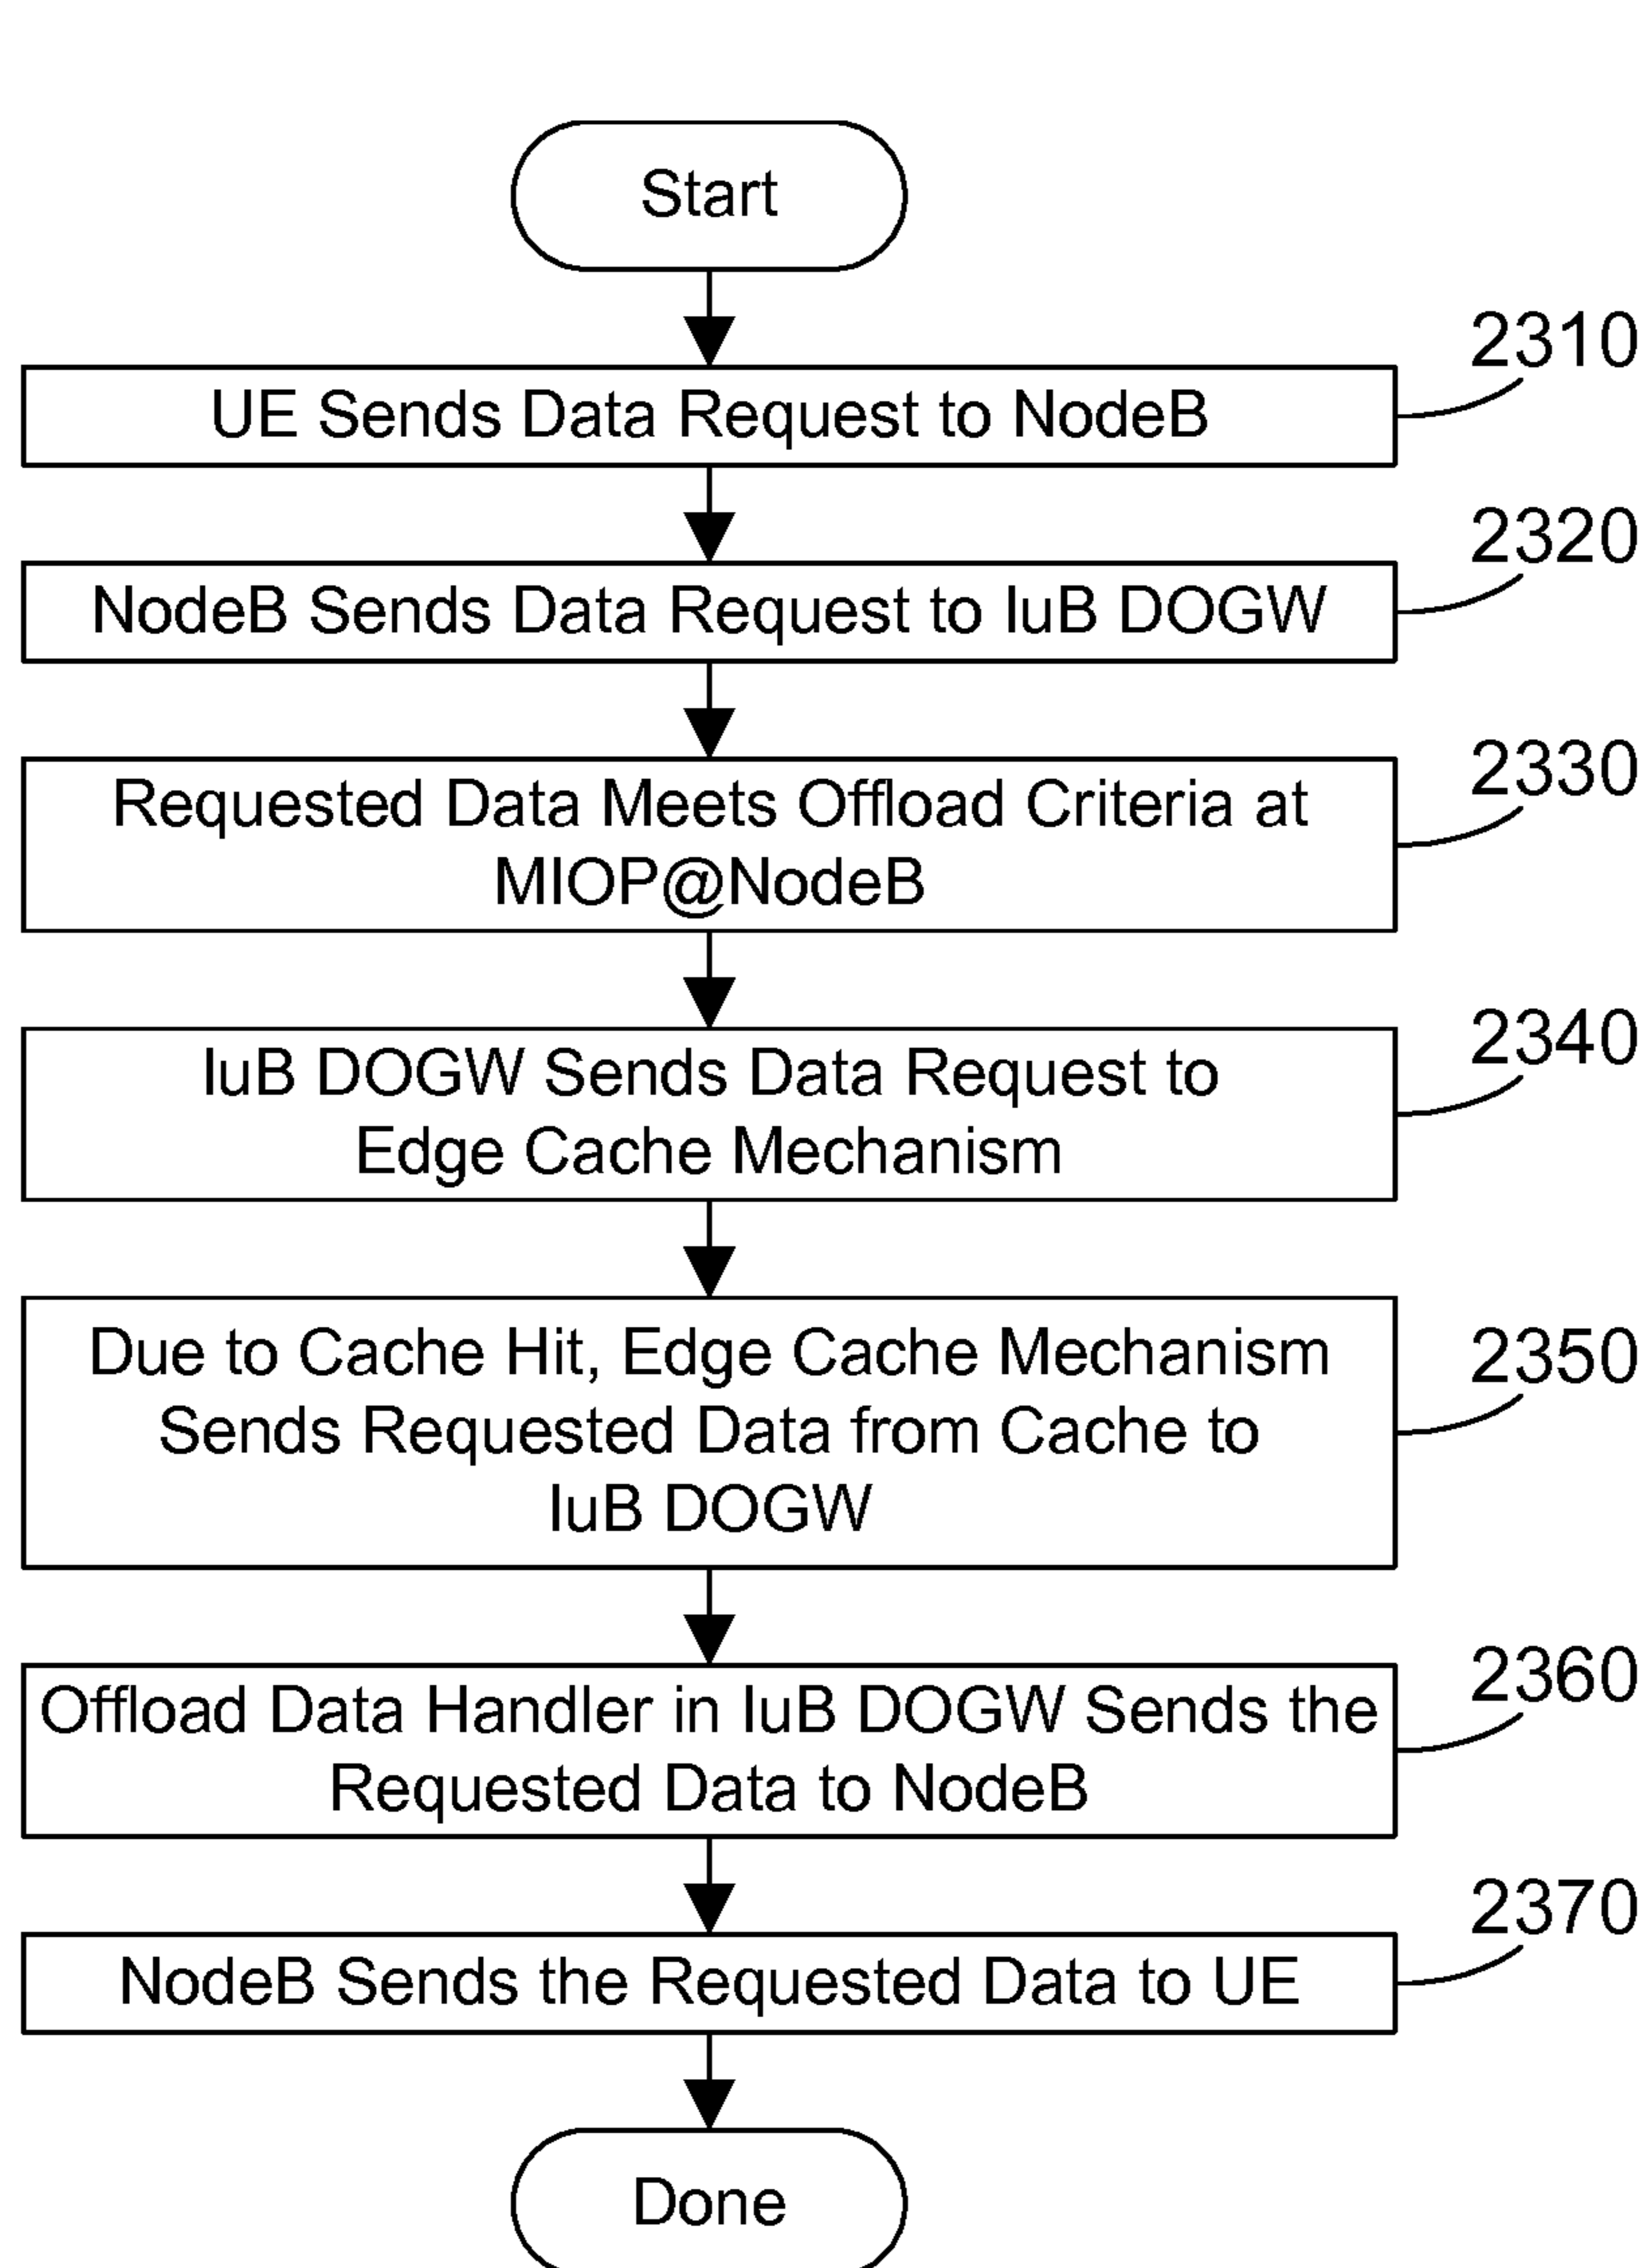 Start
2310
UE Sends Data Request to NodeB
2320
NodeB Sends Data Request to IuB DOGW
2330
Requested Data Meets Offload Criteria at
MIOP@NodeB
2340
IuB DOGW Sends Data Request to
Edge Cache Mechanism
2350
Due to Cache Hit, Edge Cache Mechanism
Sends Requested Data from Cache to
IuB DOGW
2360
Offload Data Handler in IuB DOGW Sends the
Requested Data to NodeB
2370
NodeB Sends the Requested Data to UE
Done